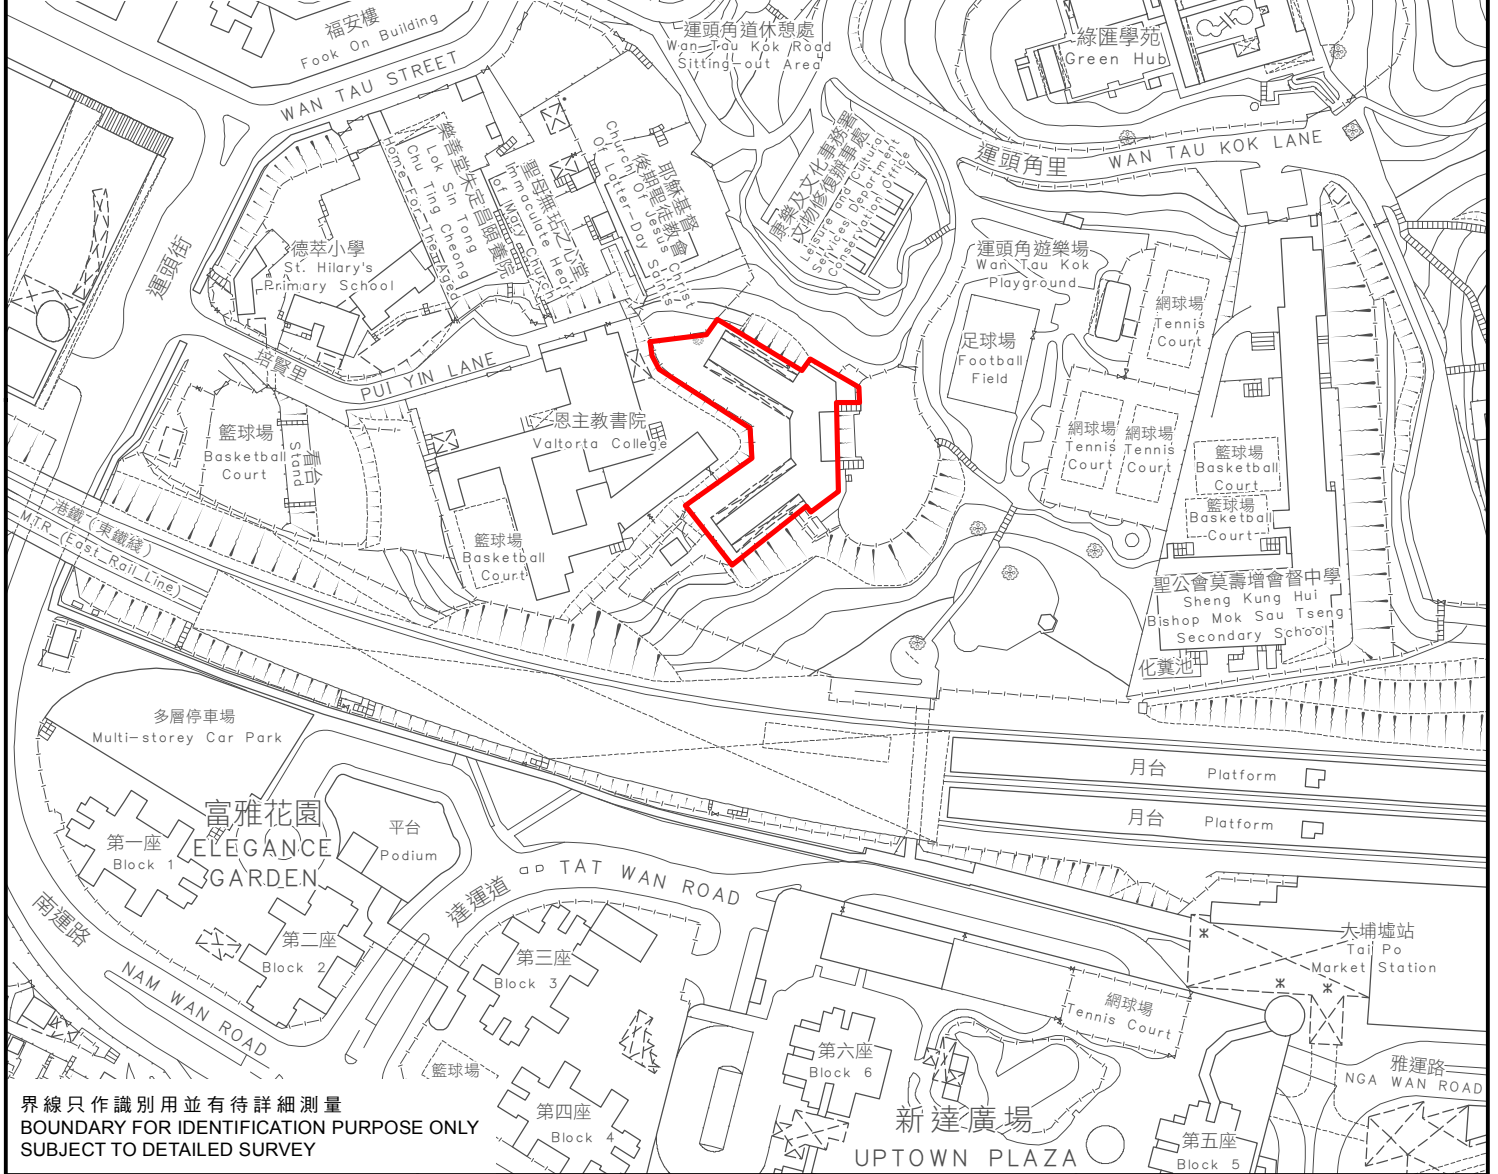 福安樓
Fook On Building
WAN TAU STREET
運頭角道休憩處
Wan Tau Kok Road
Sitting-out Area
綠匯學苑
Green Hub
運頭角里 WAN TAU KOK LANE
康樂及文化事務署
文物修復辦事處
Leisure and Cultural
Services Department
Conservation Office
樂善堂朱定昌頤養院
Lok Sin Tong
Chu Ting Cheong
Home For The Aged
聖母無玷之心堂
Immaculate Heart
of Mary Church
耶穌基督
後期聖徒教會
Church Of Jesus Christ
Of Latter-Day Saints
運頭街
德萃小學
St. Hilary's
Primary School
運頭角遊樂場
Wan Tau Kok
Playground
網球場
Tennis
Court
足球場
Football
Field
培賢里 PUI YIN LANE
恩主教書院
Valtorta College
籃球場
Basketball
Court
看台
Stand
網球場
Tennis
Court
網球場
Tennis
Court
籃球場
Basketball
Court
籃球場
Basketball
Court
港鐵（東鐵綫）
MTR (East Rail Line)
籃球場
Basketball
Court
聖公會莫壽增會督中學
Sheng Kung Hui
Bishop Mok Sau Tseng
Secondary School
化糞池
多層停車場
Multi-storey Car Park
月台 Platform
月台 Platform
富雅花園
ELEGANCE
GARDEN
第一座
Block 1
平台
Podium
達運道 TAT WAN ROAD
南運路
NAM WAN ROAD
第二座
Block 2
第三座
Block 3
大埔墟站
Tai Po
Market Station
網球場
Tennis Court
籃球場
第六座
Block 6
雅運路
NGA WAN ROAD
第四座
Block 4
新達廣場
UPTOWN PLAZA
第五座
Block 5
界線只作識別用並有待詳細測量
BOUNDARY FOR IDENTIFICATION PURPOSE ONLY
SUBJECT TO DETAILED SURVEY